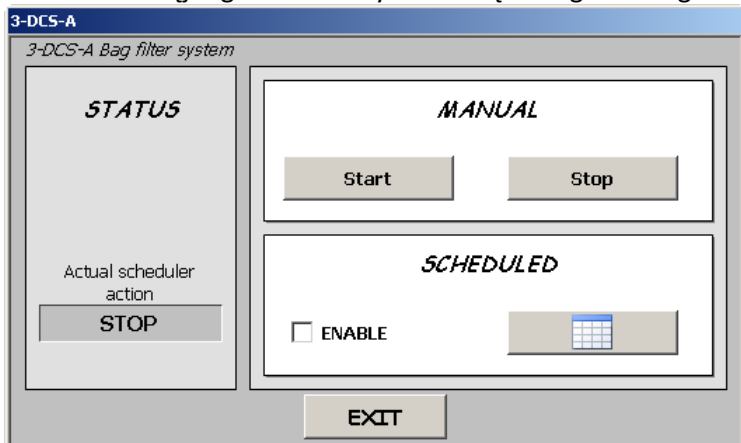 3-DCS-A
3-DCS-A Bag filter system
STATUS
Actual scheduler
action
STOP
MANUAL
Start
Stop
SCHEDULED
ENABLE
EXIT